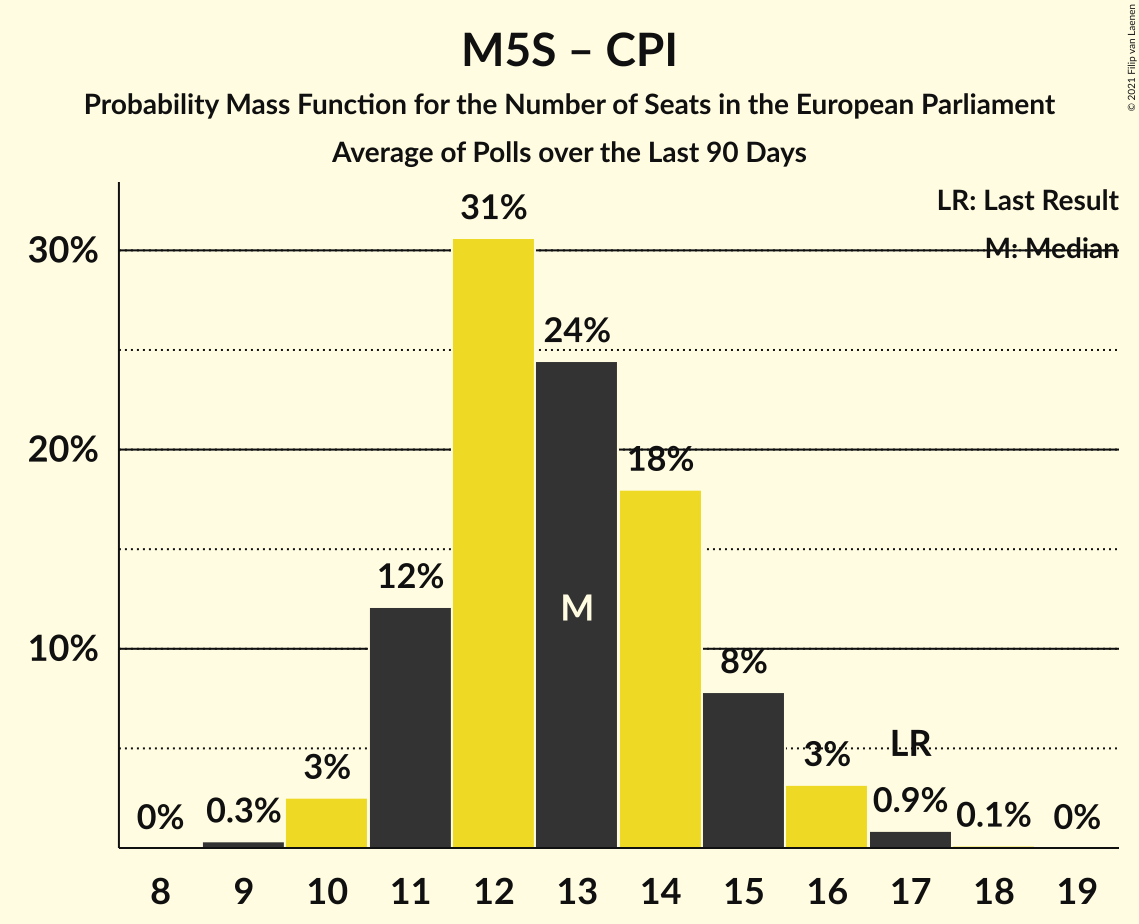 M5S – CPI
Probability Mass Function for the Number of Seats in the European Parliament
Average of Polls over the Last 90 Days
© 2021 Filip van Laenen
LR: Last Result
M: Median
30%
20%
10%
0%
0.3%
3%
12%
31%
24%
18%
8%
3%
0.9%
0.1%
0%
M
LR
8 9 10 11 12 13 14 15 16 17 18 19